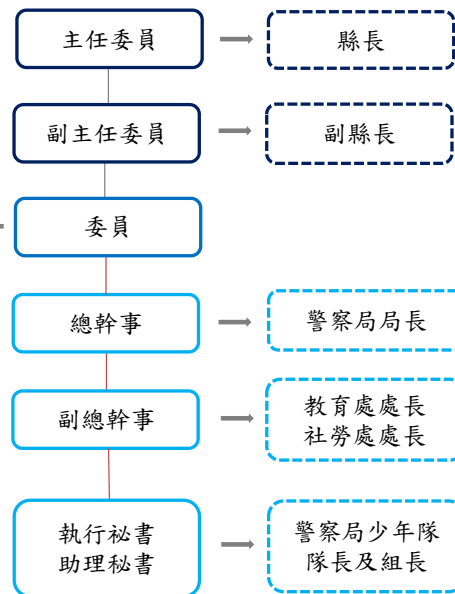 主任委員
縣長
副主任委員
副縣長
委員
總幹事
警察局局長
副總幹事
教育處處長
社勞處處長
執行祕書
助理秘書
警察局少年隊
隊長及組長